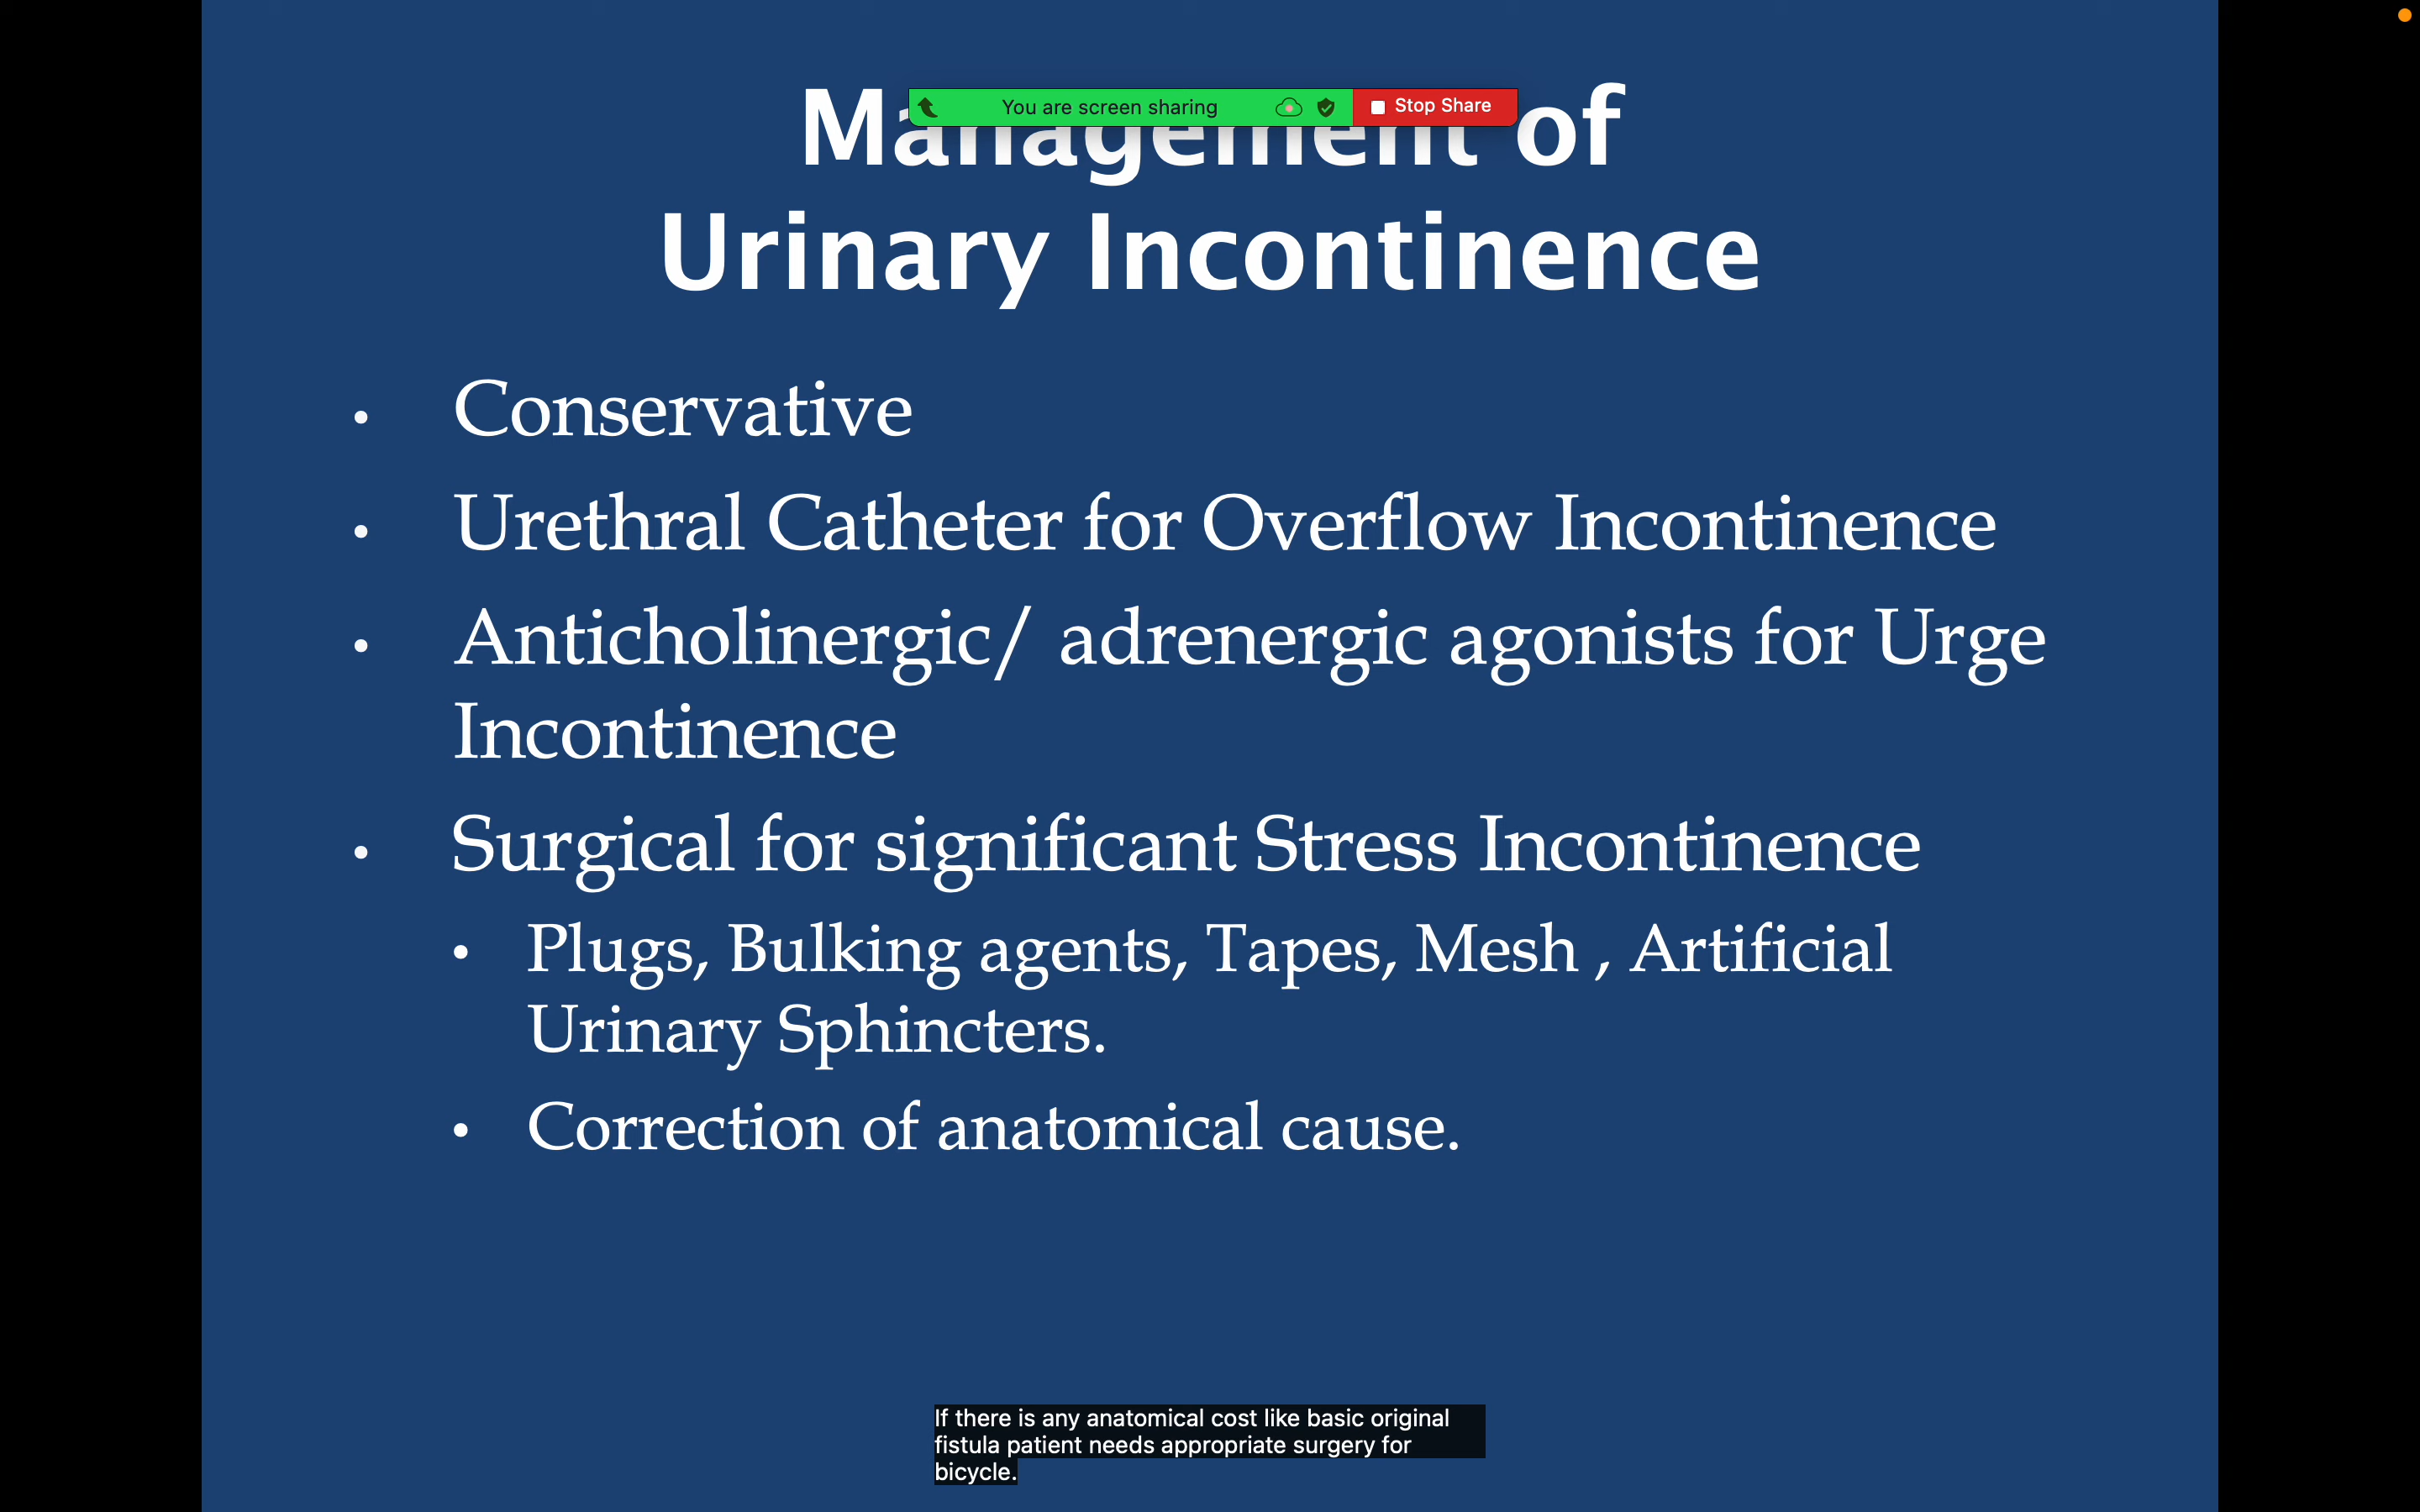 You are screen sharing
Stop Share
Management of
Urinary Incontinence
• Conservative
• Urethral Catheter for Overflow Incontinence
• Anticholinergic/ adrenergic agonists for Urge
Incontinence
• Surgical for significant Stress Incontinence
• Plugs, Bulking agents, Tapes, Mesh , Artificial
Urinary Sphincters.
• Correction of anatomical cause.
If there is any anatomical cost like basic original
fistula patient needs appropriate surgery for
bicycle.